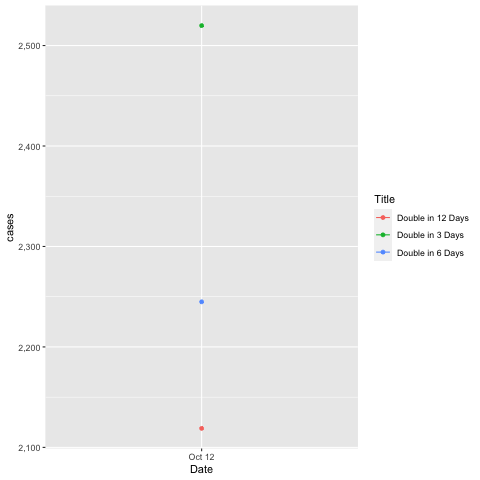 2,500
2,400
2,300
2,200
2,100
cases
Oct 12
Date
Title
Double in 12 Days
Double in 3 Days
Double in 6 Days